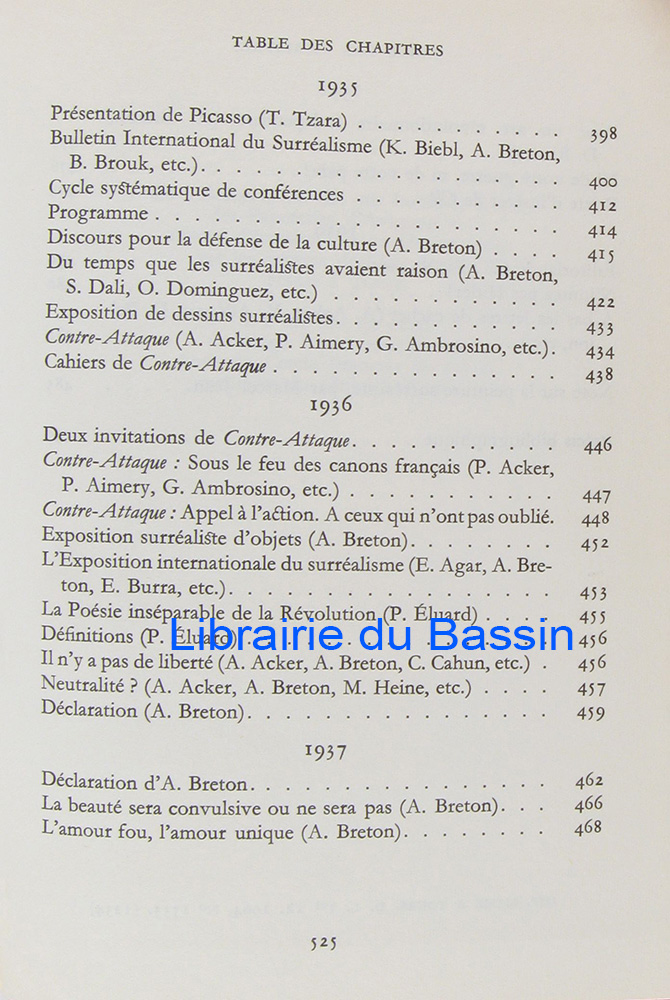 TABLE DES CHAPITRES
1935
Présentation de Picasso (T. Tzara) . . . . . . . . . . . 398
Bulletin International du Surréalisme (K. Biebl, A. Breton,
B. Brouk, etc.). . . . . . . . . . . . . . . . . . . 400
Cycle systématique de conférences . . . . . . . . . . . 412
Programme . . . . . . . . . . . . . . . . . . . . . 414
Discours pour la défense de la culture (A. Breton) . . . . 415
Du temps que les surréalistes avaient raison (A. Breton,
S. Dali, O. Dominguez, etc.) . . . . . . . . . . . . 422
Exposition de dessins surréalistes. . . . . . . . . . . . 433
Contre-Attaque (A. Acker, P. Aimery, G. Ambrosino, etc.). 434
Cahiers de Contre-Attaque . . . . . . . . . . . . . . . 438
1936
Deux invitations de Contre-Attaque. . . . . . . . . . . 446
Contre-Attaque : Sous le feu des canons français (P. Acker,
P. Aimery, G. Ambrosino, etc.) . . . . . . . . . . . 447
Contre-Attaque : Appel à l'action. A ceux qui n'ont pas oublié. 448
Exposition surréaliste d'objets (A. Breton). . . . . . . . 452
L'Exposition internationale du surréalisme (E. Agar, A. Bre-
ton, E. Burra, etc.). . . . . . . . . . . . . . . . . 453
La Poésie inséparable de la Révolution (P. Éluard) . . . . 455
Définitions (P. Éluard) . . . . . . . . . . . . . . . . 456
Librairie du Bassin
Il n'y a pas de liberté (A. Acker, A. Breton, C. Cahun, etc.) . 456
Neutralité ? (A. Acker, A. Breton, M. Heine, etc.) . . . . 457
Déclaration (A. Breton). . . . . . . . . . . . . . . . 459
1937
Déclaration d'A. Breton. . . . . . . . . . . . . . . . 462
La beauté sera convulsive ou ne sera pas (A. Breton). . . 466
L'amour fou, l'amour unique (A. Breton). . . . . . . . 468
525